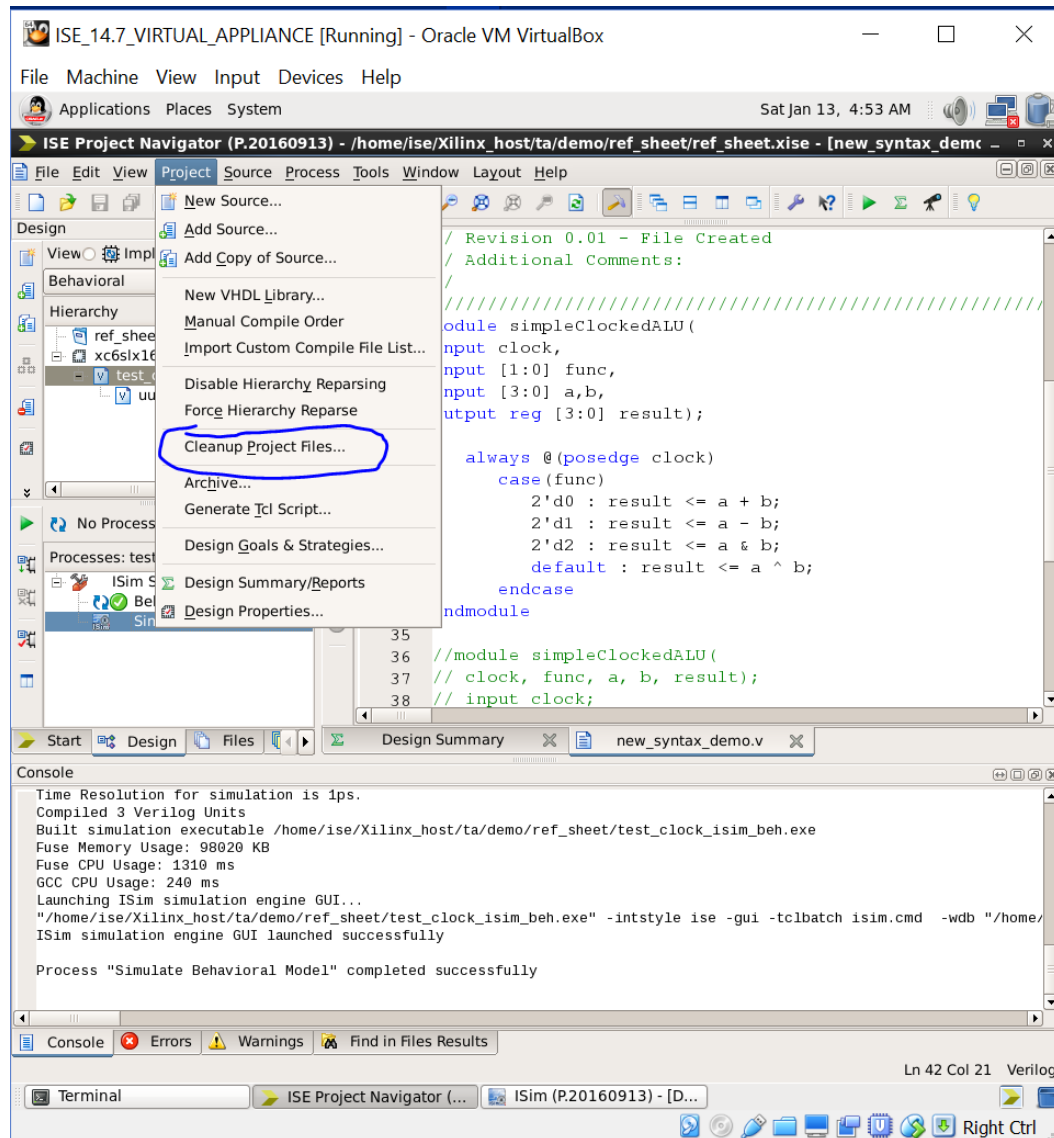 ISE_14.7_VIRTUAL_APPLIANCE [Running] - Oracle VM VirtualBox
File Machine View Input Devices Help
Applications Places System Sat Jan 13, 4:53 AM
ISE Project Navigator (P.20160913) - /home/ise/Xilinx_host/ta/demo/ref_sheet/ref_sheet.xise - [new_syntax_demo
File Edit View Project Source Process Tools Window Layout Help
Design
View Impl
Behavioral
Hierarchy
ref_shee
xc6slx16
test_c
uu
No Process
Processes: test
ISim S
Beh
Sim
New Source...
Add Source...
Add Copy of Source...
New VHDL Library...
Manual Compile Order
Import Custom Compile File List...
Disable Hierarchy Reparsing
Force Hierarchy Reparse
Cleanup Project Files...
Archive...
Generate Tcl Script...
Design Goals & Strategies...
Design Summary/Reports
Design Properties...
/ Revision 0.01 - File Created
/ Additional Comments:
/
////////////////////////////////////////////////////////
odule simpleClockedALU(
nput clock,
nput [1:0] func,
nput [3:0] a,b,
utput reg [3:0] result);
always @(posedge clock)
case(func)
2'd0 : result <= a + b;
2'd1 : result <= a - b;
2'd2 : result <= a & b;
default : result <= a ^ b;
endcase
ndmodule
35
36 //module simpleClockedALU(
37 // clock, func, a, b, result);
38 // input clock;
Start Design Files Design Summary new_syntax_demo.v
Console
Time Resolution for simulation is 1ps.
Compiled 3 Verilog Units
Built simulation executable /home/ise/Xilinx_host/ta/demo/ref_sheet/test_clock_isim_beh.exe
Fuse Memory Usage: 98020 KB
Fuse CPU Usage: 1310 ms
GCC CPU Usage: 240 ms
Launching ISim simulation engine GUI...
"/home/ise/Xilinx_host/ta/demo/ref_sheet/test_clock_isim_beh.exe" -intstyle ise -gui -tclbatch isim.cmd -wdb "/home/
ISim simulation engine GUI launched successfully
Process "Simulate Behavioral Model" completed successfully
Console Errors Warnings Find in Files Results
Ln 42 Col 21 Verilog
Terminal ISE Project Navigator (... ISim (P.20160913) - [D...
Right Ctrl